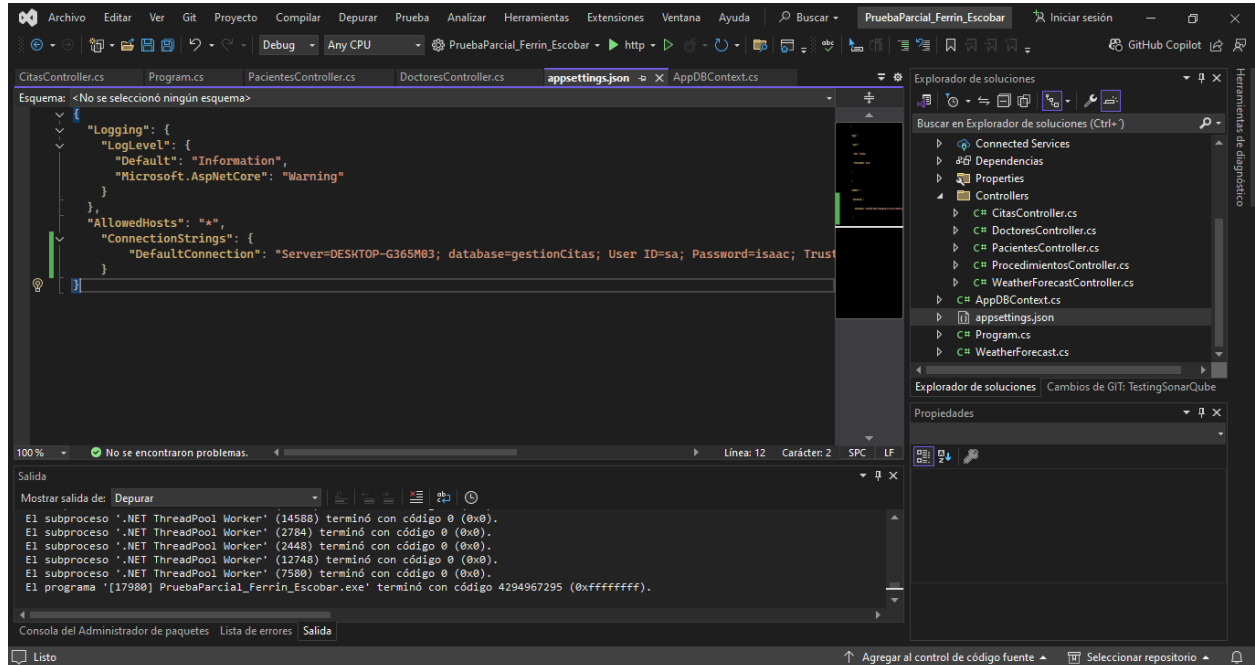 Archivo Editar Ver Git Proyecto Compilar Depurar Prueba Analizar Herramientas Extensiones Ventana Ayuda Buscar PruebaParcial_Ferrin_Escobar Iniciar sesión
Debug Any CPU PruebaParcial_Ferrin_Escobar http GitHub Copilot
CitasController.cs Program.cs PacientesController.cs DoctoresController.cs appsettings.json AppDBContext.cs
Esquema: <No se seleccionó ningún esquema>
{
"Logging": {
"LogLevel": {
"Default": "Information",
"Microsoft.AspNetCore": "Warning"
}
},
"AllowedHosts": "*",
"ConnectionStrings": {
"DefaultConnection": "Server=DESKTOP-G365M03; database=gestionCitas; User ID=sa; Password=isaac; Trust
}
}
100 % No se encontraron problemas. Línea: 12 Carácter: 2 SPC LF
Salida
Mostrar salida de: Depurar
El subproceso '.NET ThreadPool Worker' (14588) terminó con código 0 (0x0).
El subproceso '.NET ThreadPool Worker' (2784) terminó con código 0 (0x0).
El subproceso '.NET ThreadPool Worker' (2448) terminó con código 0 (0x0).
El subproceso '.NET ThreadPool Worker' (12748) terminó con código 0 (0x0).
El subproceso '.NET ThreadPool Worker' (7580) terminó con código 0 (0x0).
El programa '[17980] PruebaParcial_Ferrin_Escobar.exe' terminó con código 4294967295 (0xffffffff).
Consola del Administrador de paquetes Lista de errores Salida
Explorador de soluciones
Buscar en Explorador de soluciones (Ctrl+´)
Connected Services
Dependencias
Properties
Controllers
C# CitasController.cs
C# DoctoresController.cs
C# PacientesController.cs
C# ProcedimientosController.cs
C# WeatherForecastController.cs
C# AppDBContext.cs
appsettings.json
C# Program.cs
C# WeatherForecast.cs
Explorador de soluciones Cambios de GIT: TestingSonarQube
Propiedades
Herramientas de diagnóstico
Listo Agregar al control de código fuente Seleccionar repositorio